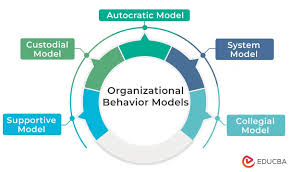 Autocratic Model
Custodial
Model
System
Model
Organizational
Behavior Models
Supportive
Model
Collegial
Model
EDUCBA